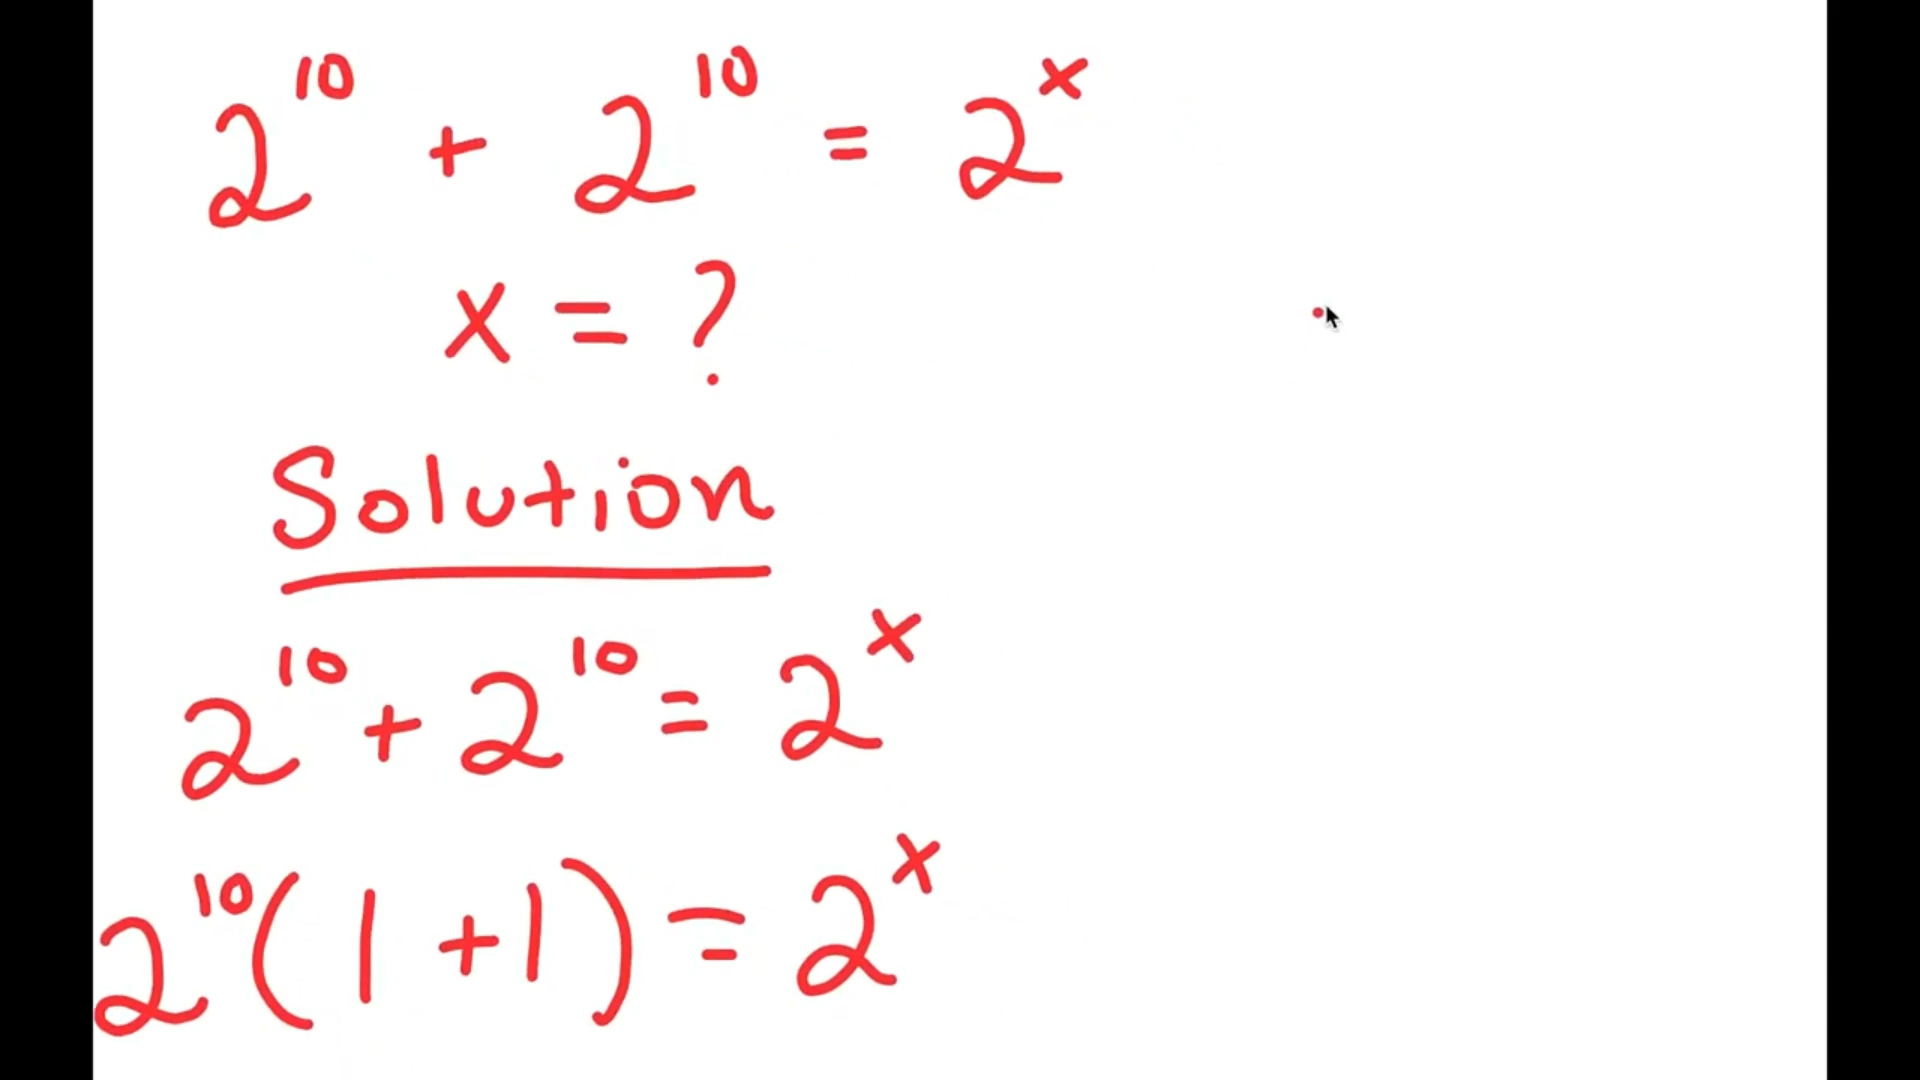 2^10 + 2^10 = 2^x
x = ?
Solution
2^10 + 2^10 = 2^x
2^10(1+1) = 2^x